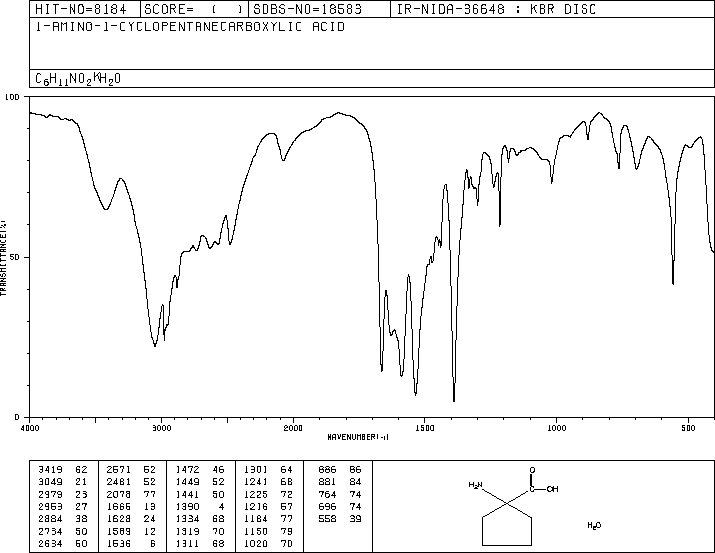 HIT-NO=8184 SCORE= ( ) SDBS-NO=18583 IR-NIDA-36648 : KBR DISC
1-AMINO-1-CYCLOPENTANECARBOXYLIC ACID
C6H11NO2XH2O
100
50
0
TRANSMITTANCE(%)
4000 3000 2000 1500 1000 500
WAVENUMBER(-1)
3419 62 2571 52 1472 46 1301 64 886 86
3049 21 2461 52 1449 52 1241 68 881 84
2979 23 2078 77 1441 50 1225 72 764 74
2953 27 1665 13 1390 4 1216 57 696 74
2884 38 1628 24 1334 68 1184 77 558 39
2734 50 1589 12 1319 70 1150 79
2634 50 1536 6 1311 68 1020 70
O
H2N C OH
H2O